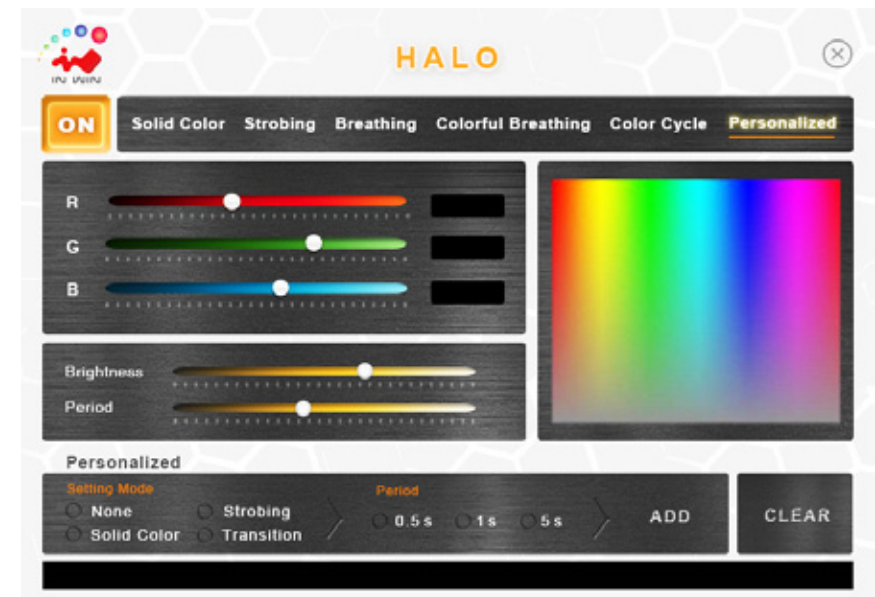 IN WIN
HALO
ON
Solid Color Strobing Breathing Colorful Breathing Color Cycle Personalized
R
G
B
Brightness
Period
Personalized
Setting Mode
None Strobing
Solid Color Transition
Period
0.5 s 1 s 5 s
ADD
CLEAR